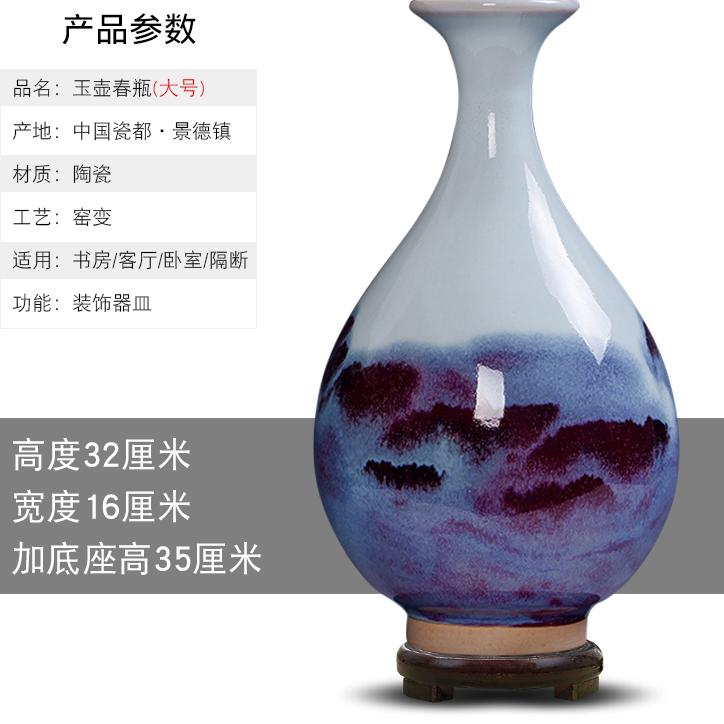 产品参数
品名：玉壶春瓶(大号)
产地：中国瓷都·景德镇
材质：陶瓷
工艺：窑变
适用：书房/客厅/卧室/隔断
功能：装饰器皿
高度32厘米
宽度16厘米
加底座高35厘米